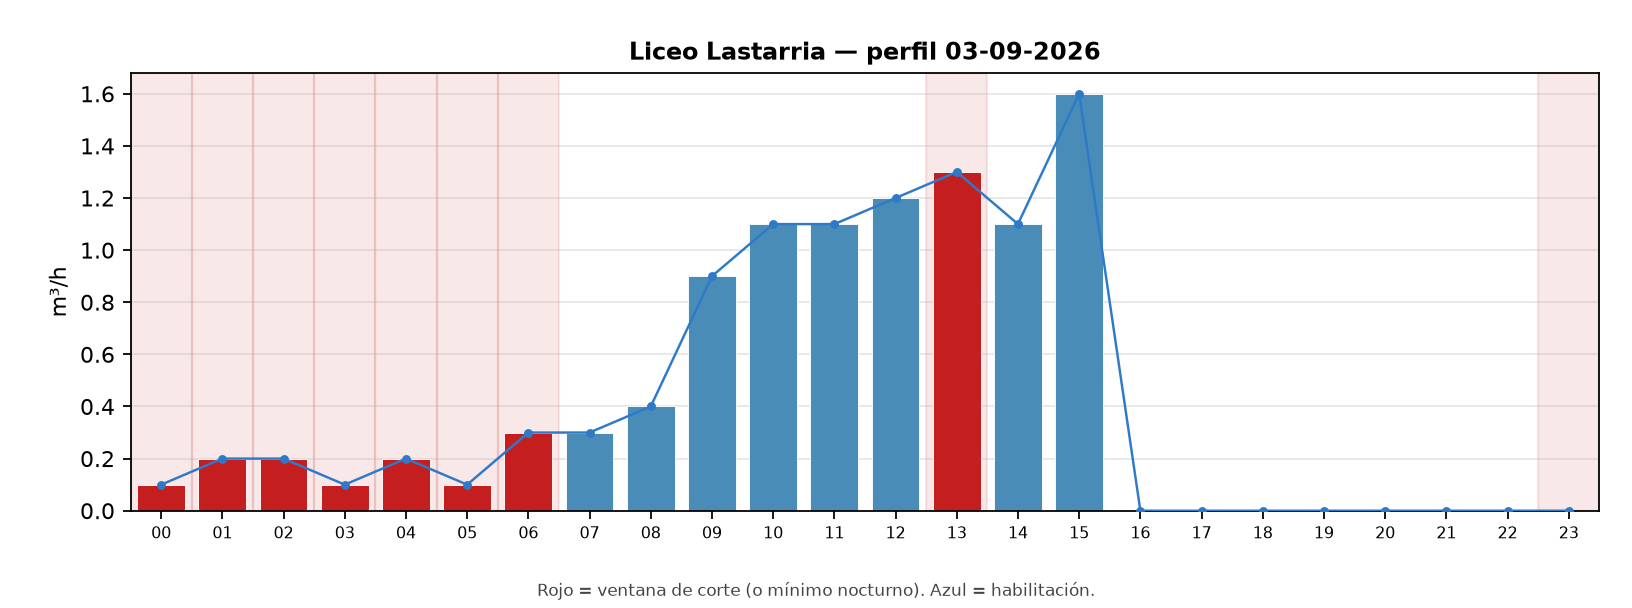 Liceo Lastarria — perfil 03-09-2026
m³/h
1.6
1.4
1.2
1.0
0.8
0.6
0.4
0.2
0.0
00 01 02 03 04 05 06 07 08 09 10 11 12 13 14 15 16 17 18 19 20 21 22 23
Rojo = ventana de corte (o mínimo nocturno). Azul = habilitación.